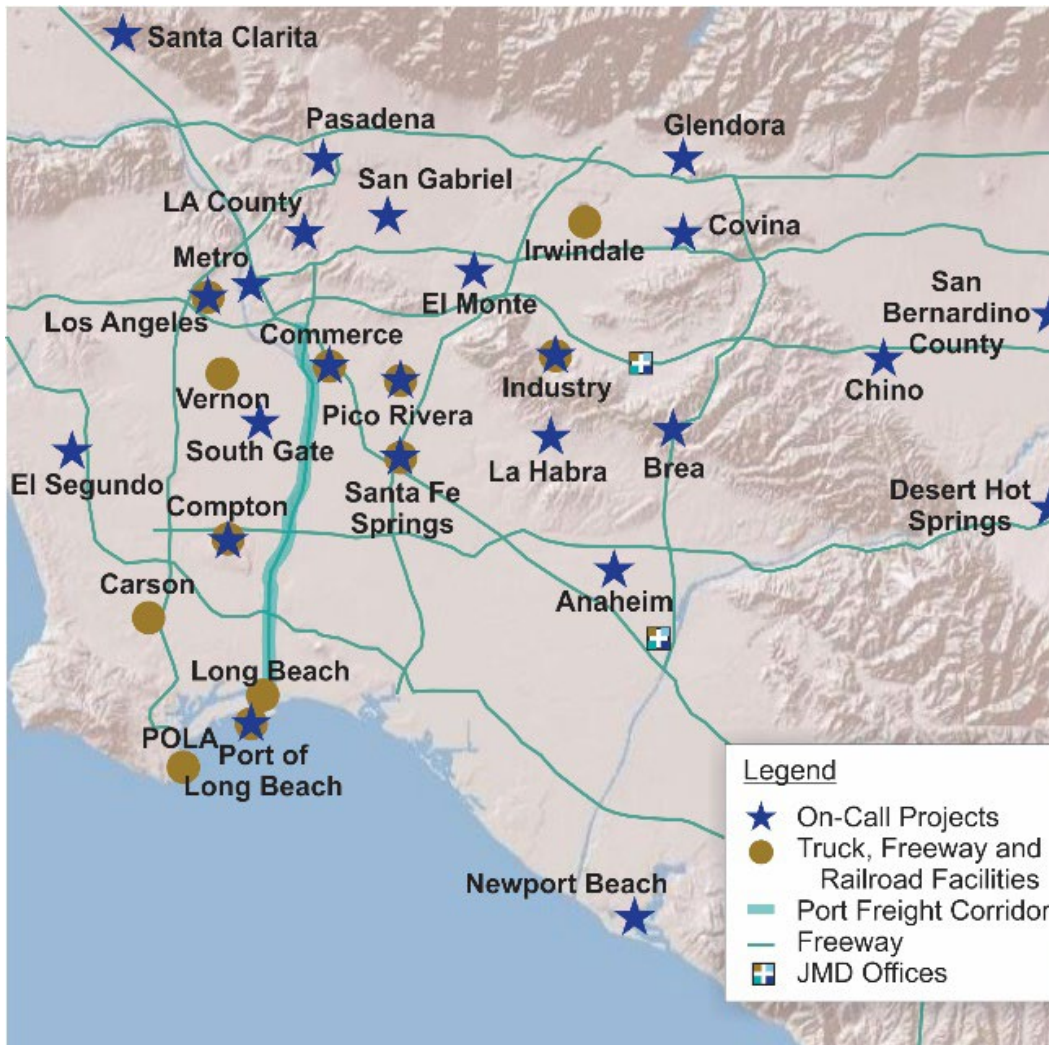 Santa Clarita
Pasadena
Glendora
San Gabriel
LA County
Covina
Irwindale
Metro
El Monte
San
Bernardino
County
Los Angeles
Commerce
Industry
Chino
Vernon
Pico Rivera
South Gate
La Habra
Brea
El Segundo
Santa Fe
Springs
Desert Hot
Springs
Compton
Carson
Anaheim
Long Beach
POLA
Port of
Long Beach
Newport Beach
Legend
On-Call Projects
Truck, Freeway and
Railroad Facilities
Port Freight Corridor
Freeway
JMD Offices